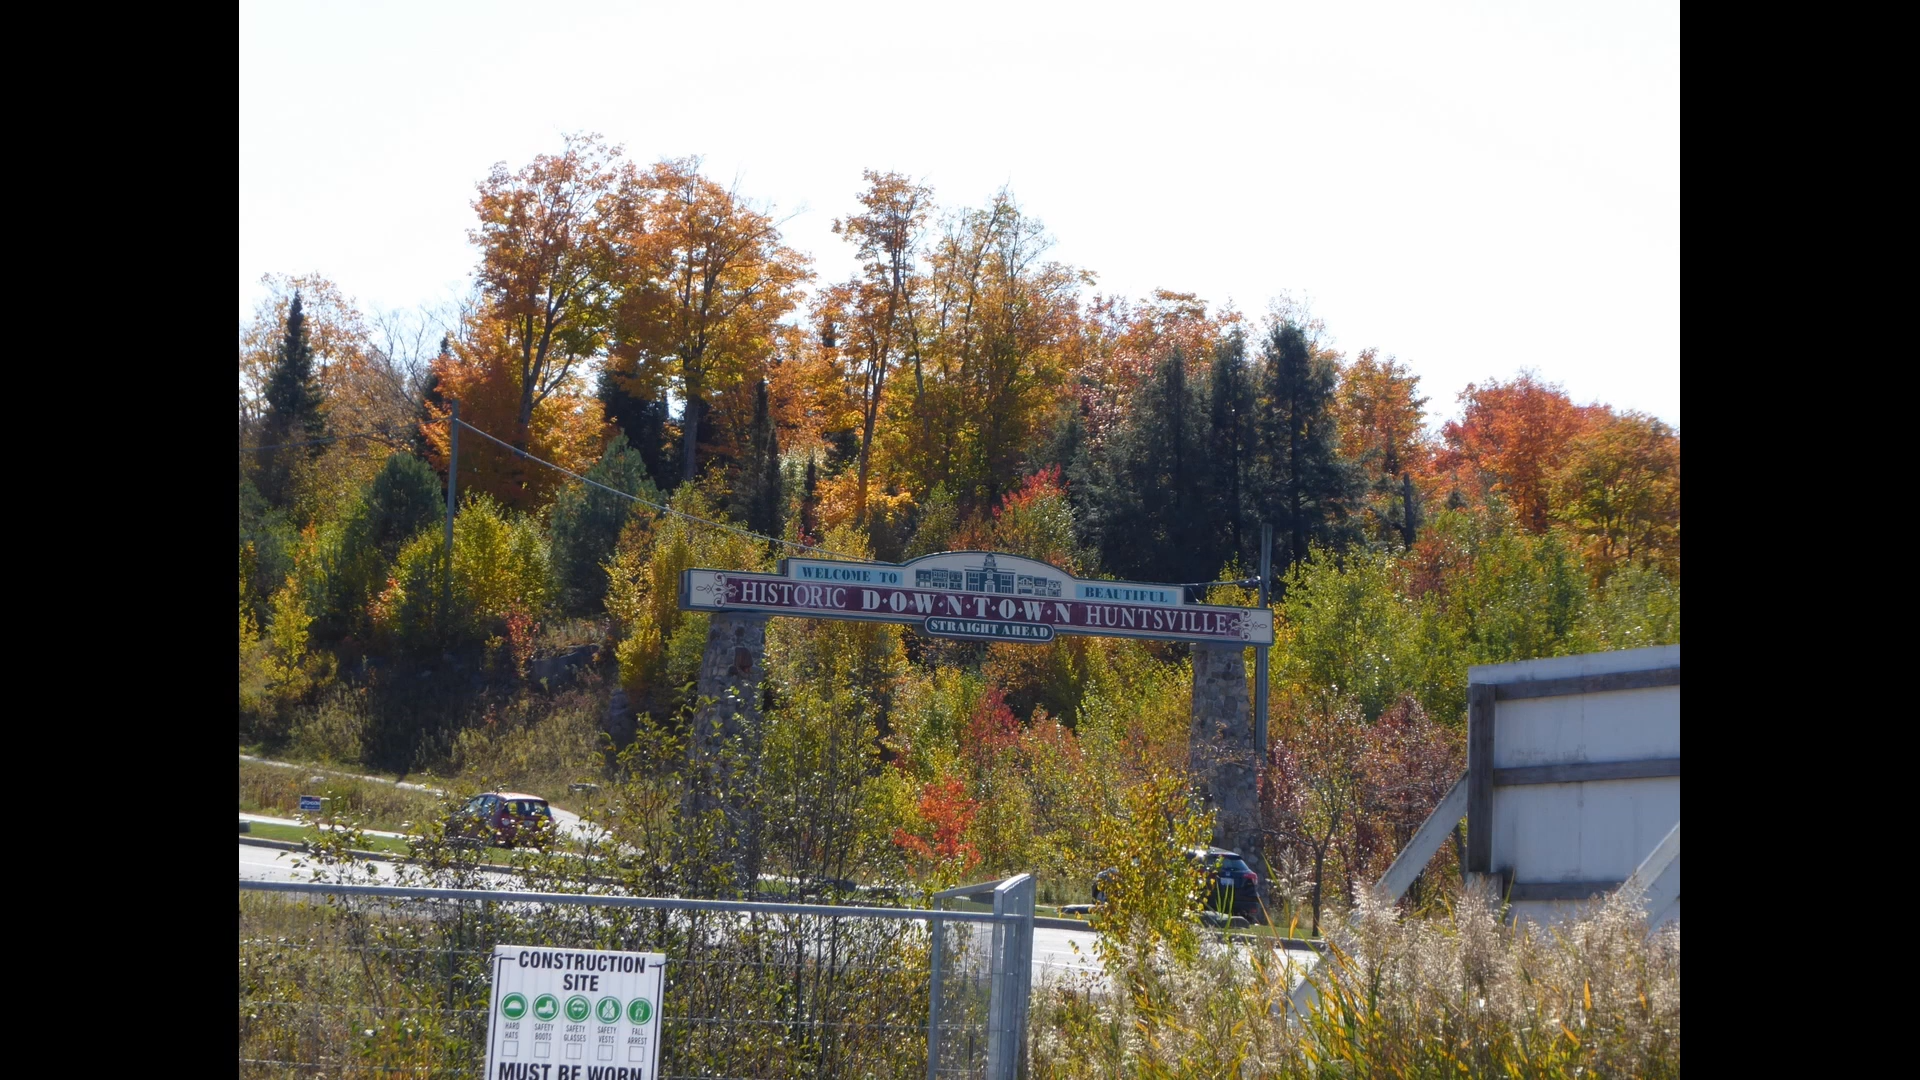 WELCOME TO
BEAUTIFUL
HISTORIC D·O·W·N·T·O·W·N HUNTSVILLE
STRAIGHT AHEAD
CONSTRUCTION
SITE
HARD HATS
SAFETY BOOTS
SAFETY GLASSES
SAFETY VESTS
FALL ARREST
MUST BE WORN